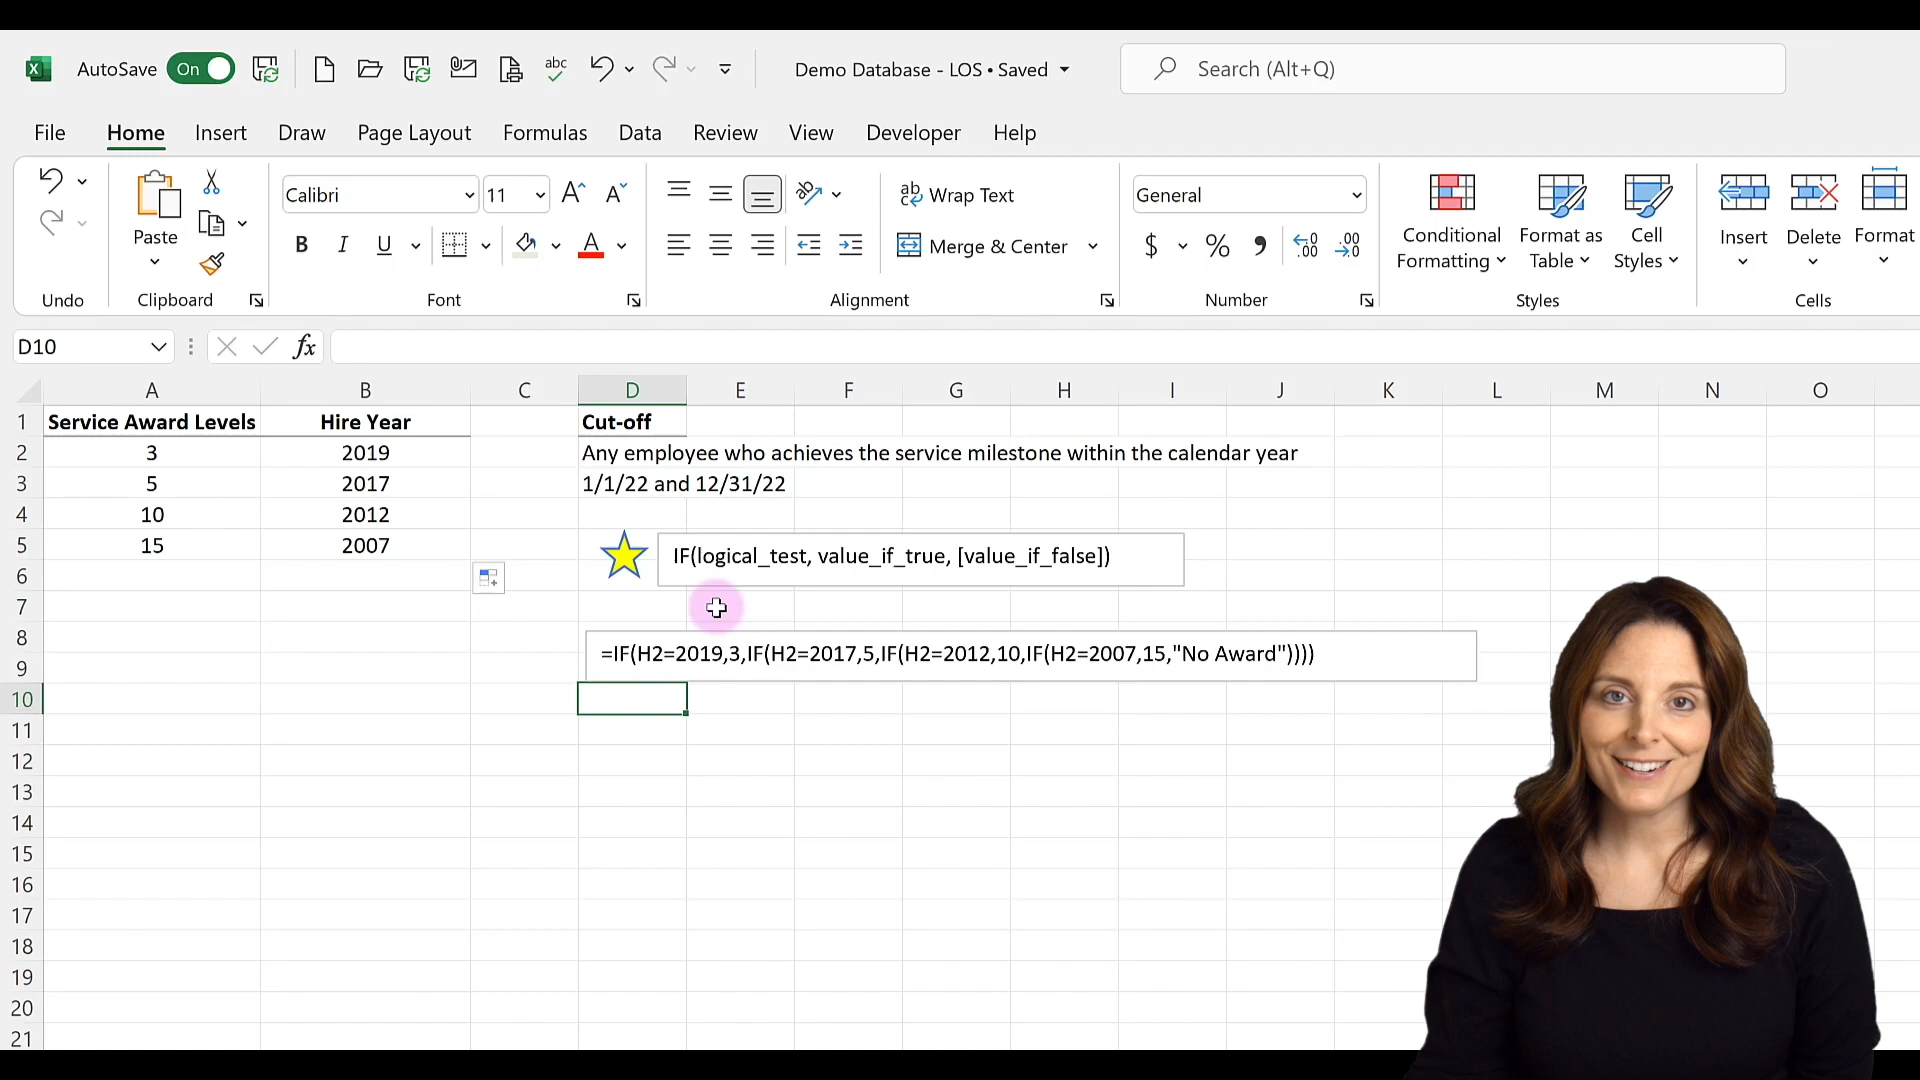 AutoSave On abc Demo Database - LOS • Saved Search (Alt+Q)
File Home Insert Draw Page Layout Formulas Data Review View Developer Help
Paste
Calibri 11 A A
B I U A
ab Wrap Text
Merge & Center
General
$ % 9 .00 .0
Conditional Formatting
Format as Table
Cell Styles
Insert Delete Format
Undo Clipboard Font Alignment Number Styles Cells
D10 fx
A B C D E F G H I J K L M N O
1 Service Award Levels Hire Year Cut-off
2 3 2019 Any employee who achieves the service milestone within the calendar year
3 5 2017 1/1/22 and 12/31/22
4 10 2012
5 15 2007
IF(logical_test, value_if_true, [value_if_false])
6
7
8
=IF(H2=2019,3,IF(H2=2017,5,IF(H2=2012,10,IF(H2=2007,15,"No Award"))))
9
10
11
12
13
14
15
16
17
18
19
20
21